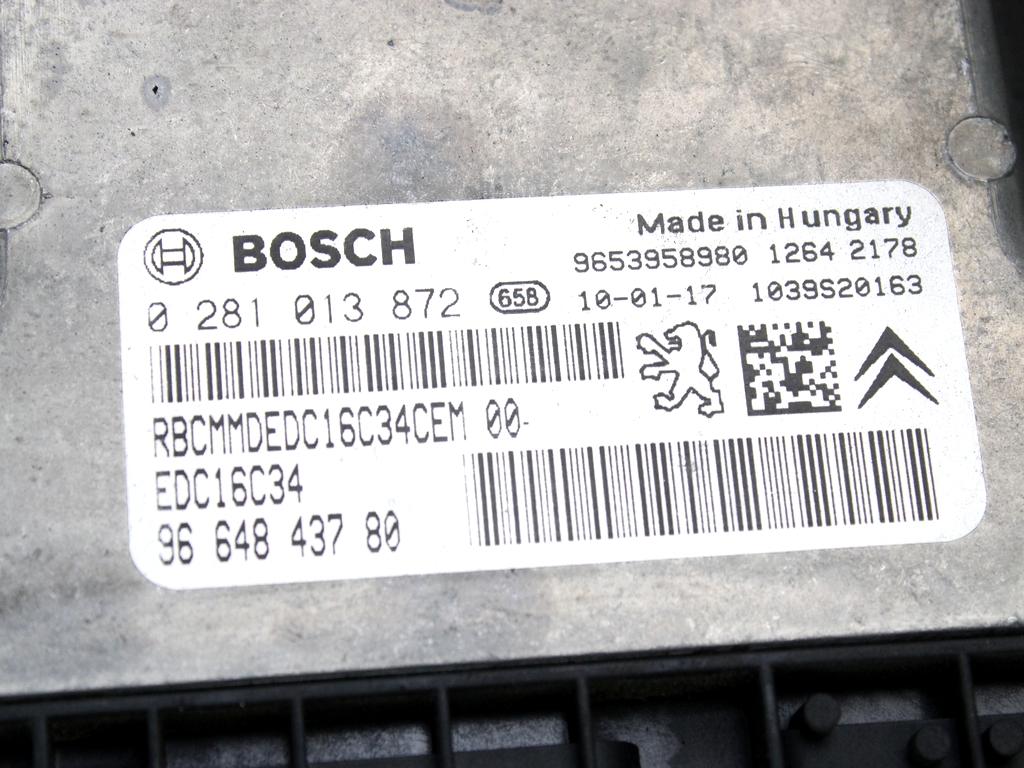 Made in Hungary
BOSCH
9653958980 1264 2178
0 281 013 872 658 10-01-17 1039S20163
RBCMMDEDC16C34CEM 00-
EDC16C34
96 648 437 80